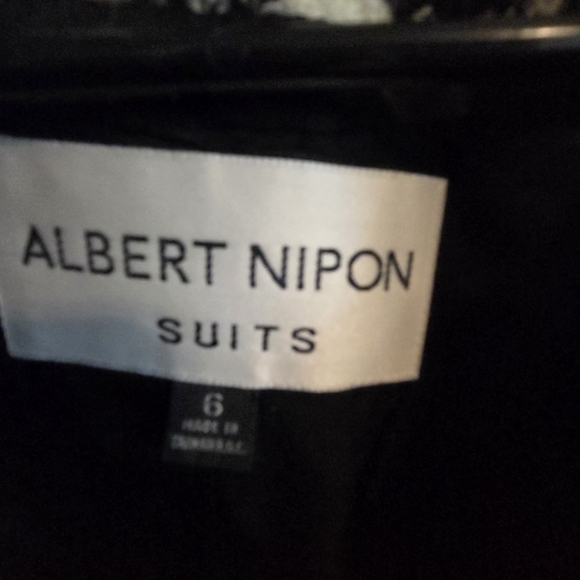 ALBERT NIPON
SUITS
6
MADE IN